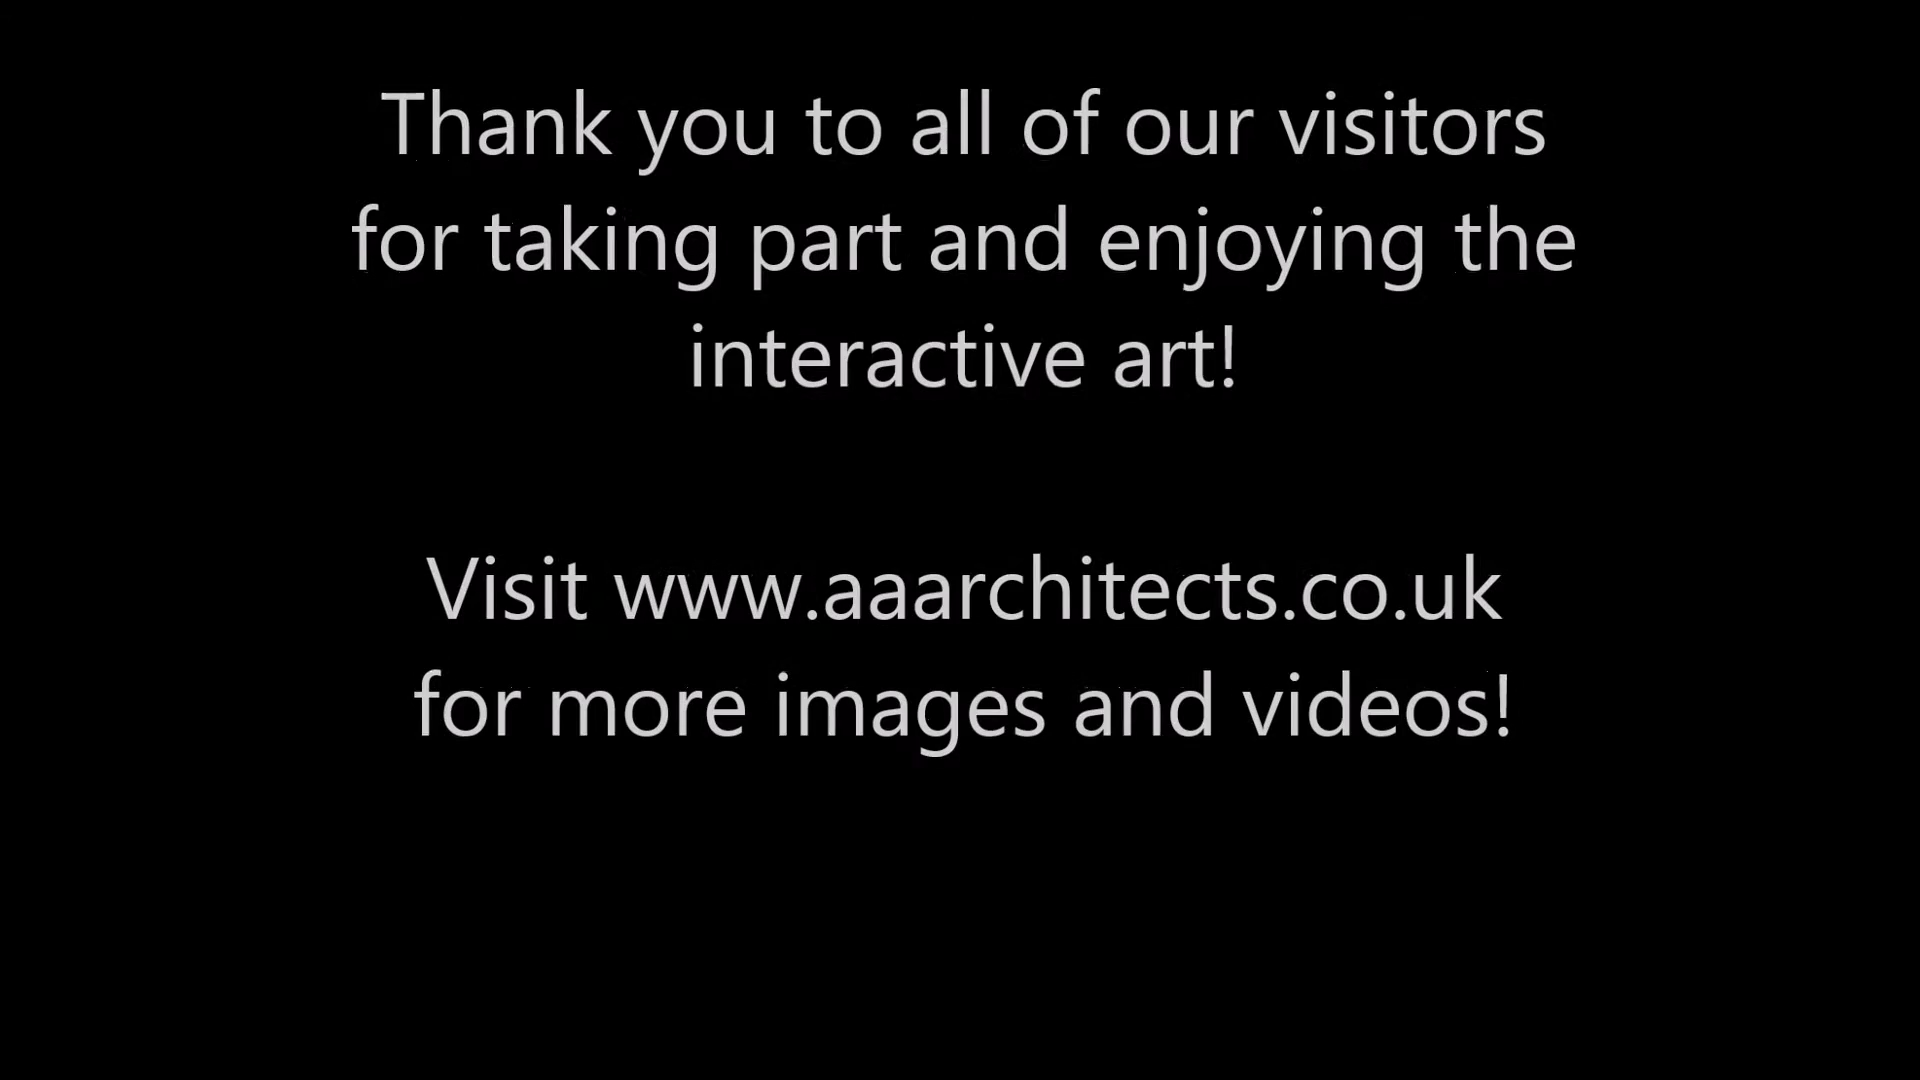 Thank you to all of our visitors
for taking part and enjoying the
interactive art!
Visit www.aaarchitects.co.uk
for more images and videos!